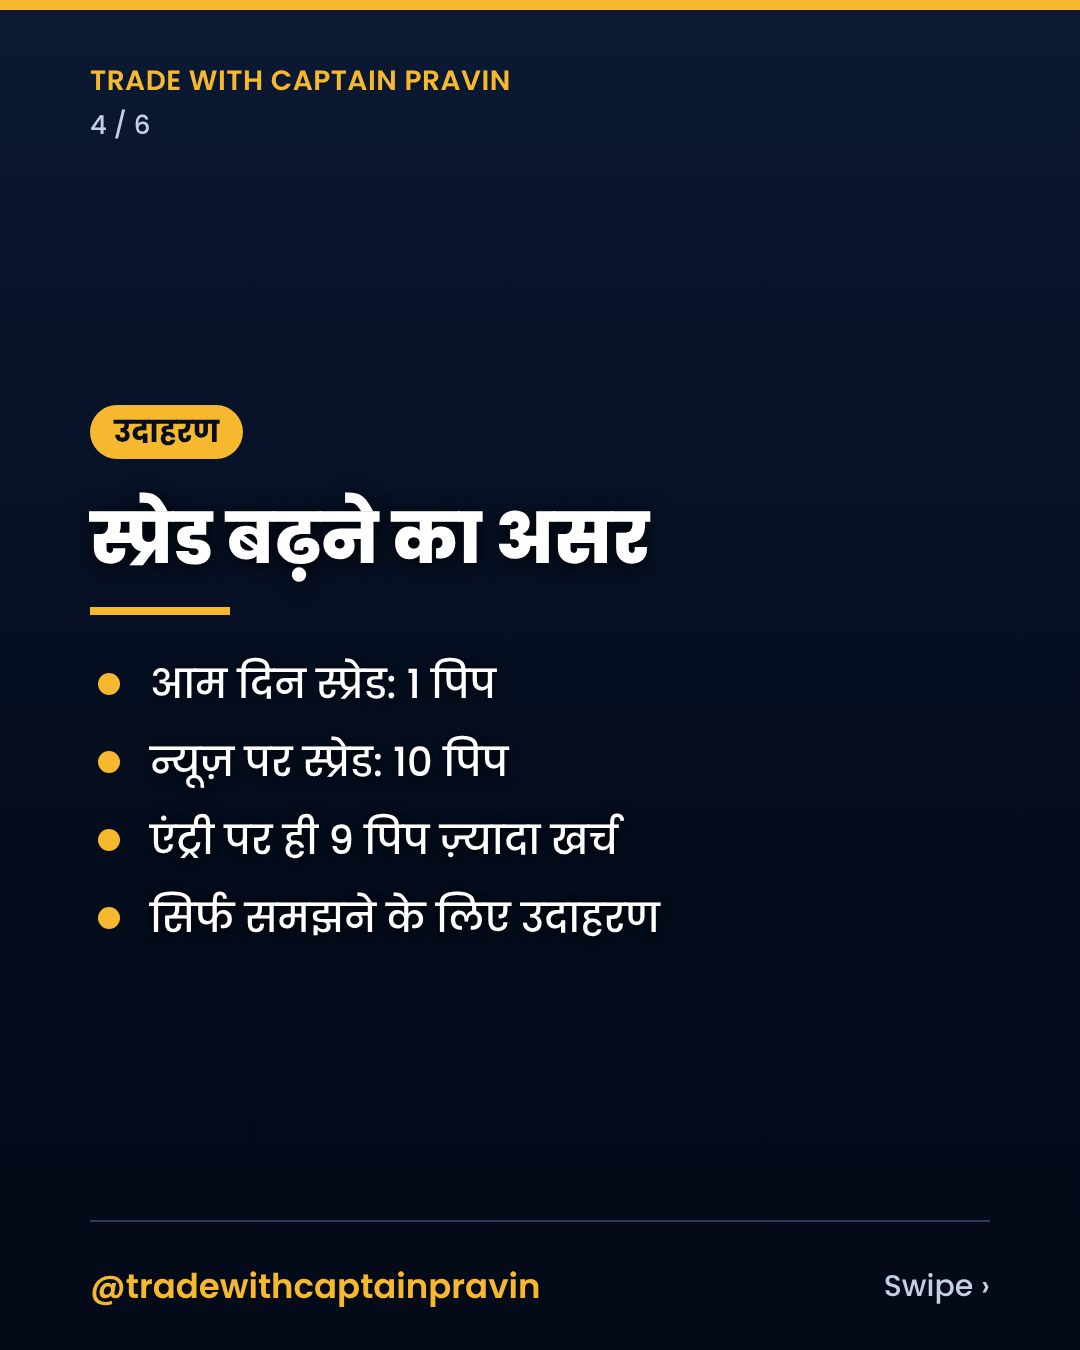 TRADE WITH CAPTAIN PRAVIN
4 / 6
उदाहरण
स्प्रेड बढ़ने का असर
आम दिन स्प्रेड: 1 पिप
न्यूज़ पर स्प्रेड: 10 पिप
एंट्री पर ही 9 पिप ज़्यादा खर्च
सिर्फ समझने के लिए उदाहरण
@tradewithcaptainpravin
Swipe ›